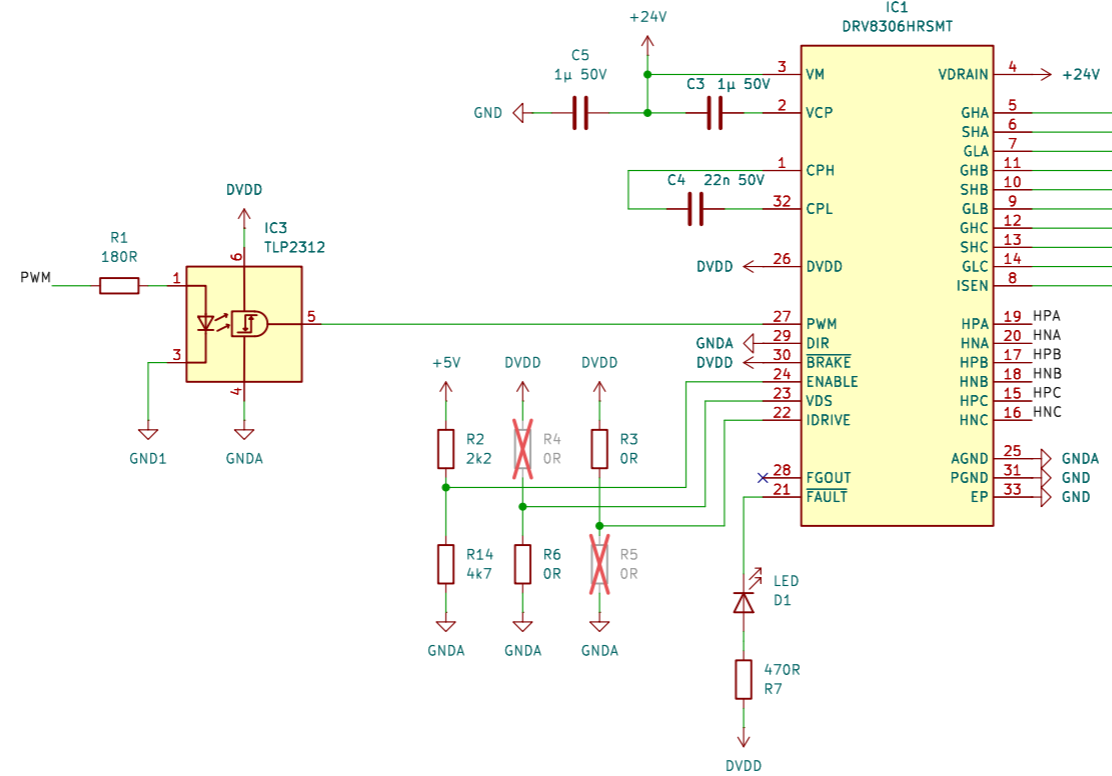 IC1
DRV8306HRSMT
+24V
C5
1µ 50V
GND
C3 1µ 50V
3 VM
2 VCP
1 CPH
C4 22n 50V
32 CPL
DVDD 26 DVDD
27 PWM
GNDA 29 DIR
DVDD 30 BRAKE
24 ENABLE
23 VDS
22 IDRIVE
28 FGOUT
21 FAULT
VDRAIN 4 +24V
GHA 5
SHA 6
GLA 7
GHB 11
SHB 10
GLB 9
GHC 12
SHC 13
GLC 14
ISEN 8
HPA 19 HPA
HNA 20 HNA
HPB 17 HPB
HNB 18 HNB
HPC 15 HPC
HNC 16 HNC
AGND 25 GNDA
PGND 31 GND
EP 33 GND
DVDD
IC3
TLP2312
R1
180R
PWM
1
6
5
3
4
GND1
GNDA
+5V
DVDD
DVDD
R2
2k2
R4
0R
R3
0R
R14
4k7
R6
0R
R5
0R
GNDA
GNDA
GNDA
LED
D1
470R
R7
DVDD